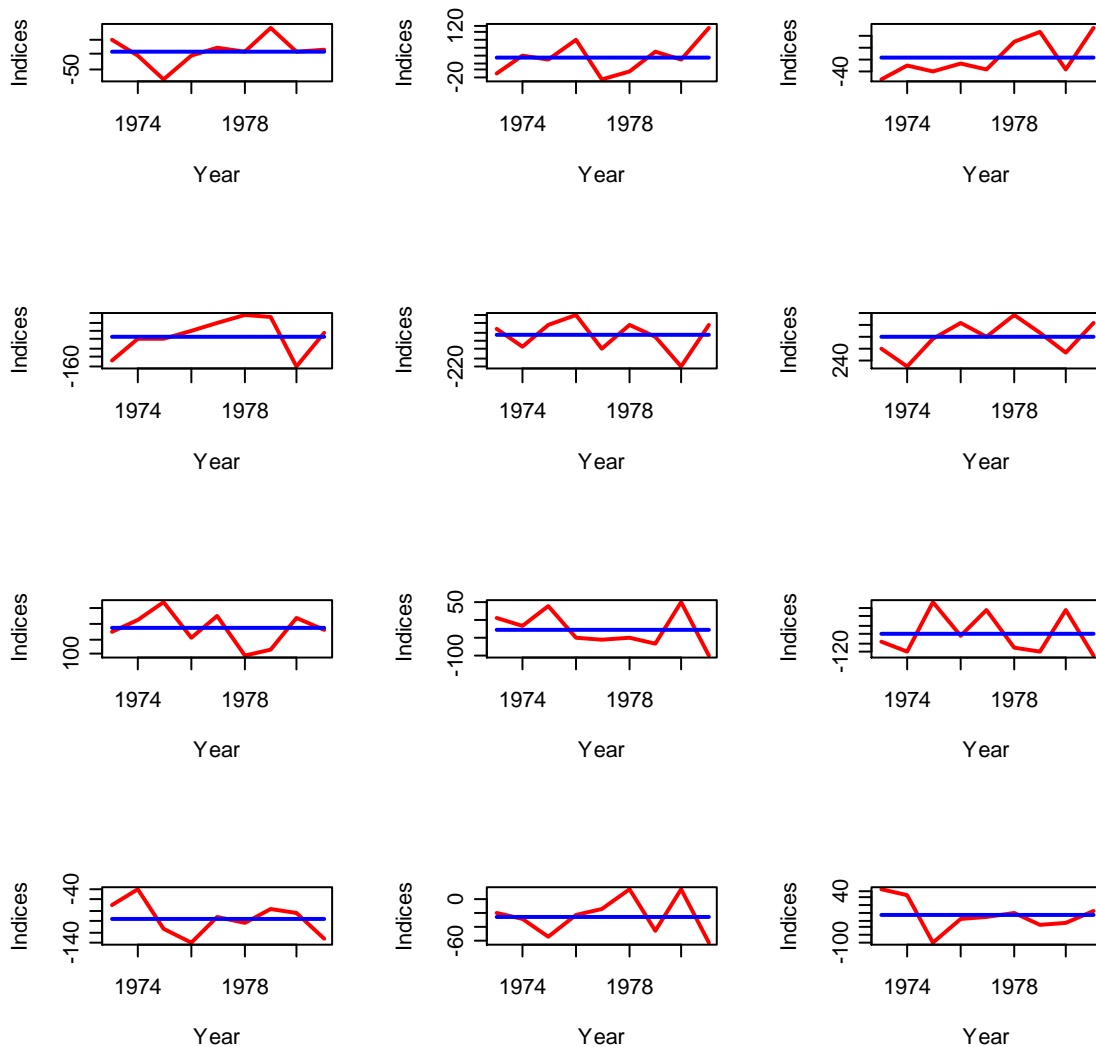 Indices -50 1974 1978 Year
Indices -20 120 1974 1978 Year
Indices -40 1974 1978 Year
Indices -160 1974 1978 Year
Indices -220 1974 1978 Year
Indices 240 1974 1978 Year
Indices 100 1974 1978 Year
Indices -100 50 1974 1978 Year
Indices -120 1974 1978 Year
Indices -140 -40 1974 1978 Year
Indices -60 0 1974 1978 Year
Indices -100 40 1974 1978 Year